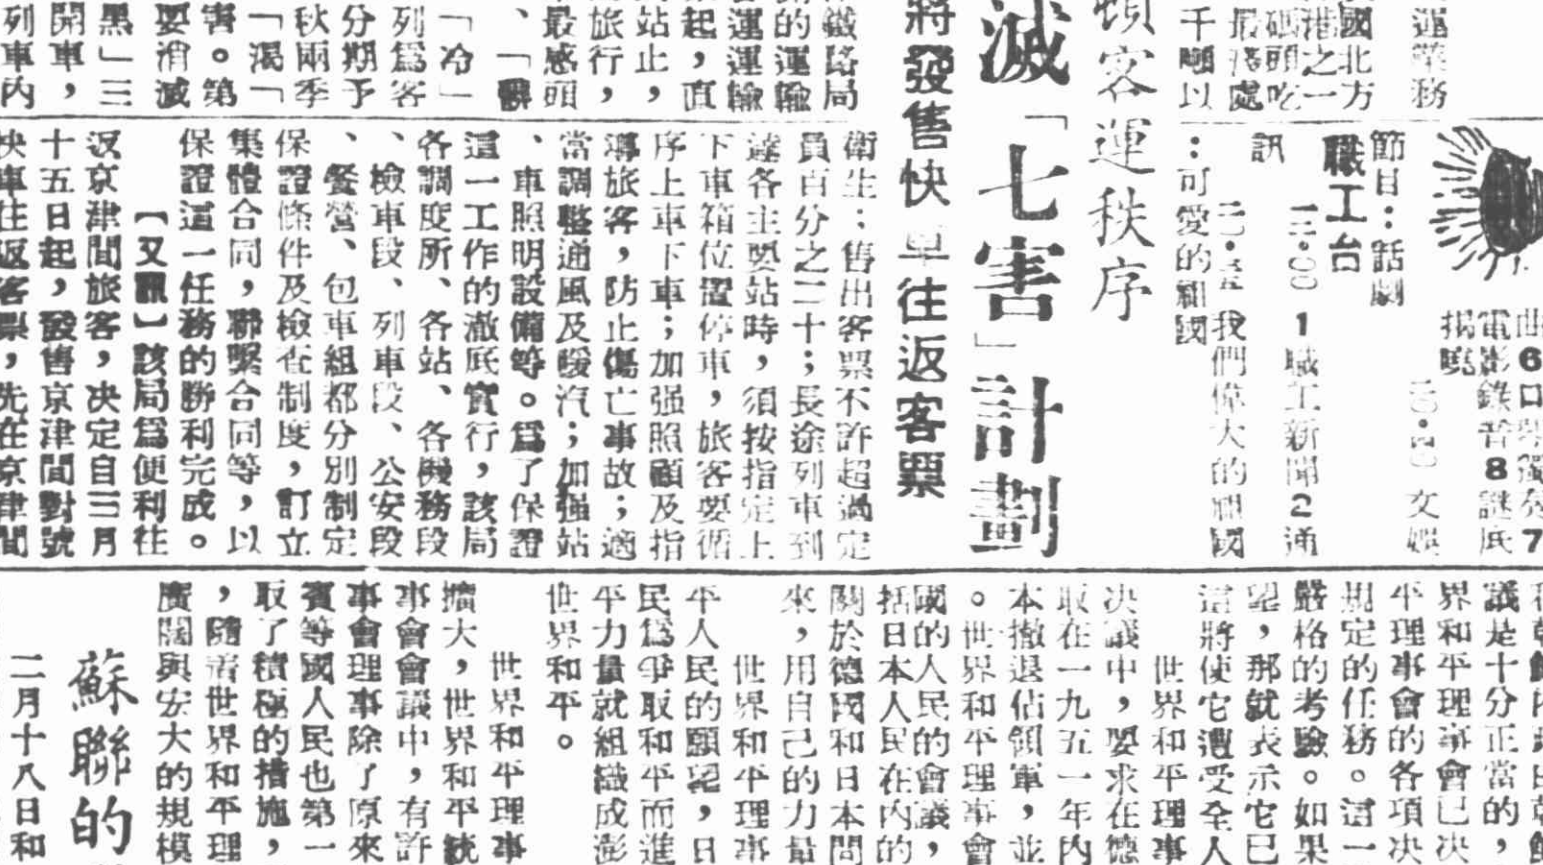 運業務
國北方
港之一
碼頭吃
最淺處
千噸以
曲6口琴獨奏7
電影錄音8謎底
揭曉
二〇·四〇 文娛
節目：話劇
職工台
一二·〇〇 1職工新聞2通
訊
二一·五五 我們偉大的祖國
：可愛的祖國
頓客運秩序
滅「七害」計劃
將發售快車往返客票
鐵路局
的運輸
運運輸
起，直
站止，
旅行，
最感頭
、「髒
「冷」
列為客
分期予
秋兩季
「渴「
害。第
要消滅
黑」三
開車，
列車內
衛生：售出客票不許超過定
員百分之二十；長途列車到
達各主要站時，須按指定上
下車箱位置停車，旅客要循
序上車下車；加强照顧及指
導旅客，防止傷亡事故；適
當調整通風及暖汽；加强站
、車照明設備等。爲了保證
這一工作的澈底實行，該局
各調度所、各站、各機務段
、檢車段、列車段、公安段
、餐營、包車組都分別制定
保證條件及檢查制度，訂立
集體合同，聯繫合同等，以
保證這一任務的勝利完成。
【又訊】該局爲便利往
返京津間旅客，决定自三月
十五日起，發售京津間對號
快車往返客票，先在京津間
議是十分正當的，
界和平理事會已决
平理事會的各項决
規定的任務。這一
嚴格的考驗。如果
望，那就表示它已
這將使它遭受全人
世界和平理事
决議中，要求在德
取在一九五一年內
本撤退佔領軍，並
。世界和平理事會
國的人民的會議，
括日本人民在內的
關於德國和日本問
來，用自己的力量
世界和平理事
平人民的願望，日
民爲爭取和平而進
平力量就組織成澎
世界和平。
世界和平理事
擴大，世界和平統
事會會議中，有許
事會理事除了原來
賓等國人民也第一
取了積極的措施，
，隨着世界和平理
廣闊與安大的規模
蘇聯的
二月十八日和